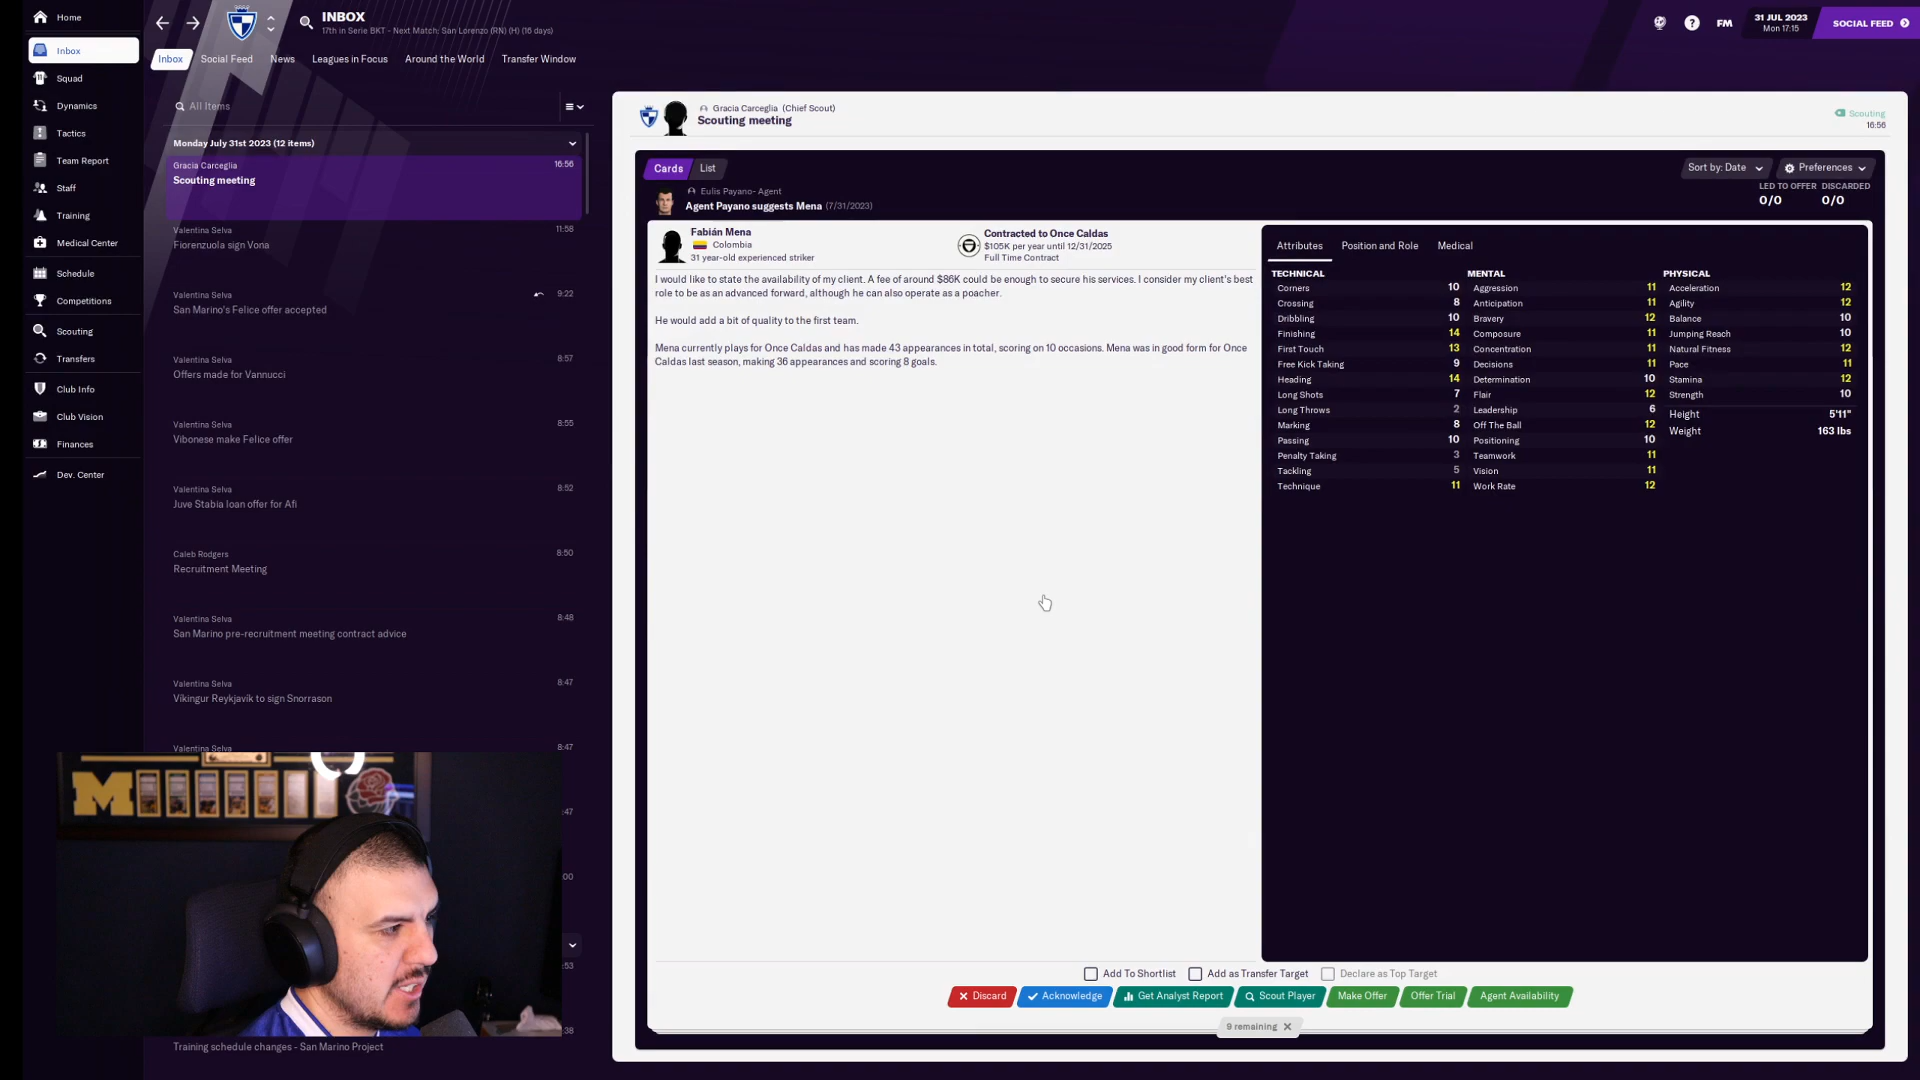 Home
Inbox
Squad
Dynamics
Tactics
Team Report
Staff
Training
Medical Center
Schedule
Competitions
Scouting
Transfers
Club Info
Club Vision
Finances
Dev. Center
INBOX
17th in Serie BKT - Next Match: San Lorenzo (RN) (H) (16 days)
FM
31 JUL 2023
Mon 17:15
SOCIAL FEED
Inbox Social Feed News Leagues in Focus Around the World Transfer Window
All Items
Monday July 31st 2023 (12 items)
Gracia Carceglia 16:56
Scouting meeting
Valentina Selva 11:58
Fiorenzuola sign Vona
Valentina Selva 9:22
San Marino's Felice offer accepted
Valentina Selva 8:57
Offers made for Vannucci
Valentina Selva 8:55
Vibonese make Felice offer
Valentina Selva 8:52
Juve Stabia loan offer for Afi
Caleb Rodgers 8:50
Recruitment Meeting
Valentina Selva 8:48
San Marino pre-recruitment meeting contract advice
Valentina Selva 8:47
Víkingur Reykjavík to sign Snorrason
Valentina Selva 8:47
:47
:00
:53
:38
Training schedule changes - San Marino Project
M
Gracia Carceglia (Chief Scout)
Scouting meeting
Scouting
16:56
Cards List
Sort by: Date
Preferences
Eulis Payano- Agent
Agent Payano suggests Mena (7/31/2023)
LED TO OFFER DISCARDED
0/0 0/0
Fabián Mena
Colombia
31 year-old experienced striker
Contracted to Once Caldas
$105K per year until 12/31/2025
Full Time Contract
I would like to state the availability of my client. A fee of around $86K could be enough to secure his services. I consider my client's best
role to be as an advanced forward, although he can also operate as a poacher.
He would add a bit of quality to the first team.
Mena currently plays for Once Caldas and has made 43 appearances in total, scoring on 10 occasions. Mena was in good form for Once
Caldas last season, making 36 appearances and scoring 8 goals.
Attributes Position and Role Medical
TECHNICAL MENTAL PHYSICAL
Corners 10 Aggression 11 Acceleration 12
Crossing 8 Anticipation 11 Agility 12
Dribbling 10 Bravery 12 Balance 10
Finishing 14 Composure 11 Jumping Reach 10
First Touch 13 Concentration 11 Natural Fitness 12
Free Kick Taking 9 Decisions 11 Pace 11
Heading 14 Determination 10 Stamina 12
Long Shots 7 Flair 12 Strength 10
Long Throws 2 Leadership 6 Height 5'11"
Marking 8 Off The Ball 12 Weight 163 lbs
Passing 10 Positioning 10
Penalty Taking 3 Teamwork 11
Tackling 5 Vision 11
Technique 11 Work Rate 12
Add To Shortlist Add as Transfer Target Declare as Top Target
Discard Acknowledge Get Analyst Report Scout Player Make Offer Offer Trial Agent Availability
9 remaining